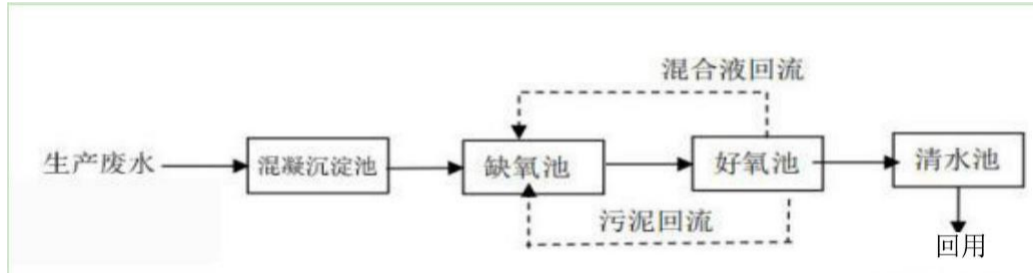 混合液回流
生产废水
混凝沉淀池
缺氧池
好氧池
清水池
污泥回流
回用